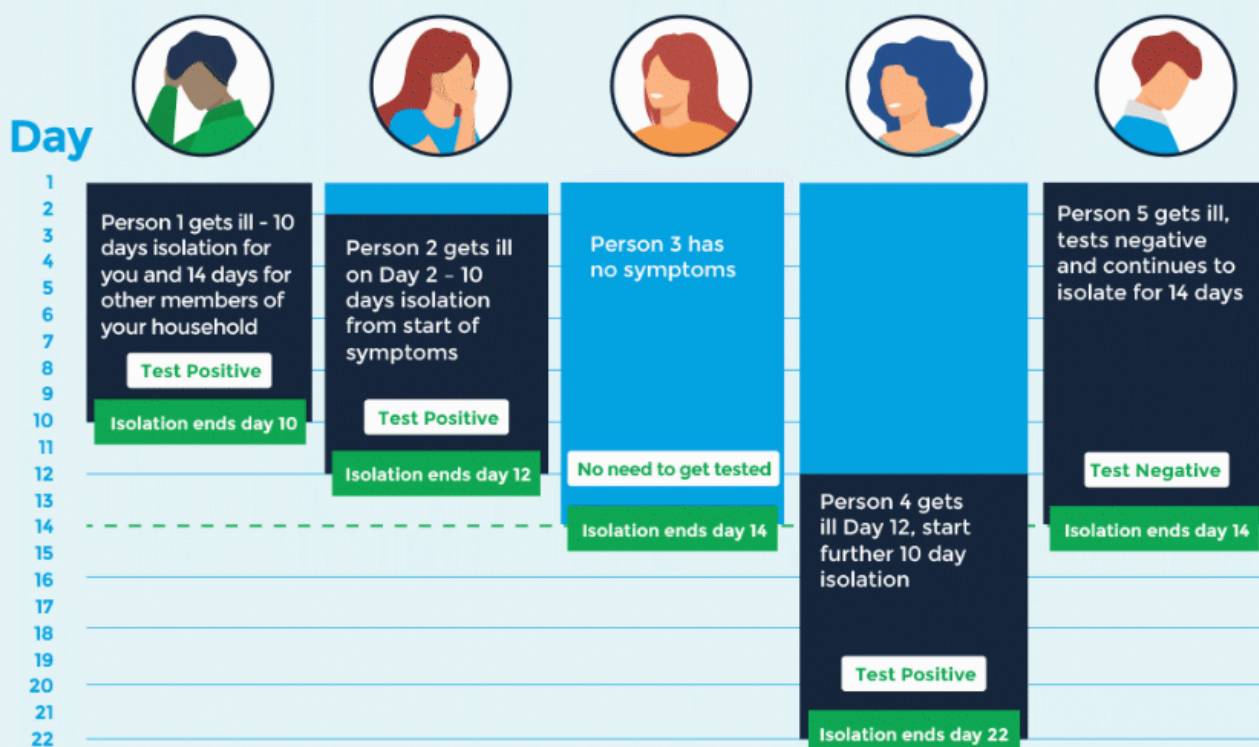 Day
1
2
3
4
5
6
7
8
9
10
11
12
13
14
15
16
17
18
19
20
21
22
Person 1 gets ill - 10
days isolation for
you and 14 days for
other members of
your household
Test Positive
Isolation ends day 10
Person 2 gets ill
on Day 2 – 10
days isolation
from start of
symptoms
Test Positive
Isolation ends day 12
Person 3 has
no symptoms
No need to get tested
Isolation ends day 14
Person 4 gets
ill Day 12, start
further 10 day
isolation
Test Positive
Isolation ends day 22
Person 5 gets ill,
tests negative
and continues to
isolate for 14 days
Test Negative
Isolation ends day 14